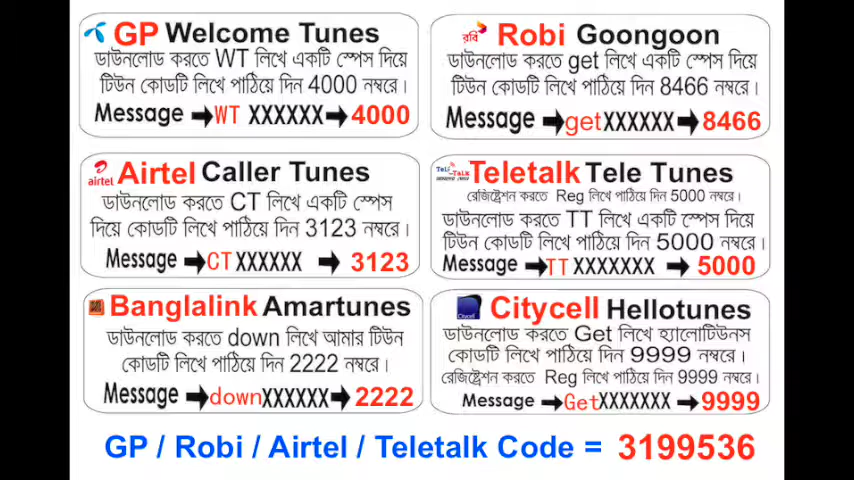 GP Welcome Tunes
ডাউনলোড করতে WT লিখে একটি স্পেস দিয়ে
টিউন কোডটি লিখে পাঠিয়ে দিন 4000 নম্বরে।
Message ➔WT XXXXXX➔4000
রবি Robi Goongoon
ডাউনলোড করতে get লিখে একটি স্পেস দিয়ে
টিউন কোডটি লিখে পাঠিয়ে দিন 8466 নম্বরে।
Message ➔getXXXXXX➔8466
airtel Airtel Caller Tunes
ডাউনলোড করতে CT লিখে একটি স্পেস
দিয়ে কোডটি লিখে পাঠিয়ে দিন 3123 নম্বরে।
Message ➔CTXXXXXX ➔ 3123
TeleTalk Teletalk Tele Tunes
রেজিষ্ট্রেশন করতে Reg লিখে পাঠিয়ে দিন 5000 নম্বরে।
ডাউনলোড করতে TT লিখে একটি স্পেস দিয়ে
টিউন কোডটি লিখে পাঠিয়ে দিন 5000 নম্বরে।
Message ➔TT XXXXXXX ➔ 5000
Banglalink Amartunes
ডাউনলোড করতে down লিখে আমার টিউন
কোডটি লিখে পাঠিয়ে দিন 2222 নম্বরে।
Message ➔downXXXXXX➔2222
Citycell Citycell Hellotunes
ডাউনলোড করতে Get লিখে হ্যালোটিউনস
কোডটি লিখে পাঠিয়ে দিন 9999 নম্বরে।
রেজিষ্ট্রেশন করতে Reg লিখে পাঠিয়ে দিন 9999 নম্বরে।
Message ➔GetXXXXXXX ➔9999
GP / Robi / Airtel / Teletalk Code = 3199536